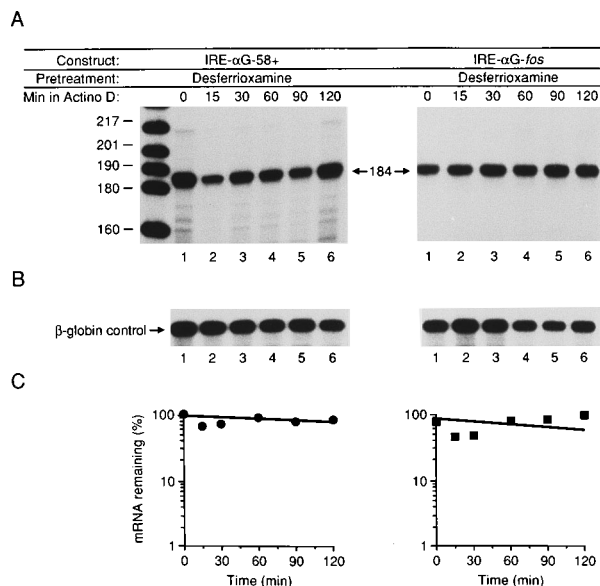 A
Construct: IRE-αG-58+ IRE-αG-fos
Pretreatment: Desferrioxamine Desferrioxamine
Min in Actino D: 0 15 30 60 90 120 0 15 30 60 90 120
217
201
190
180
160
184
1 2 3 4 5 6 1 2 3 4 5 6
B
β-globin control
1 2 3 4 5 6 1 2 3 4 5 6
C
mRNA remaining (%)
100 100
10 10
1 1
0 30 60 90 120 0 30 60 90 120
Time (min) Time (min)